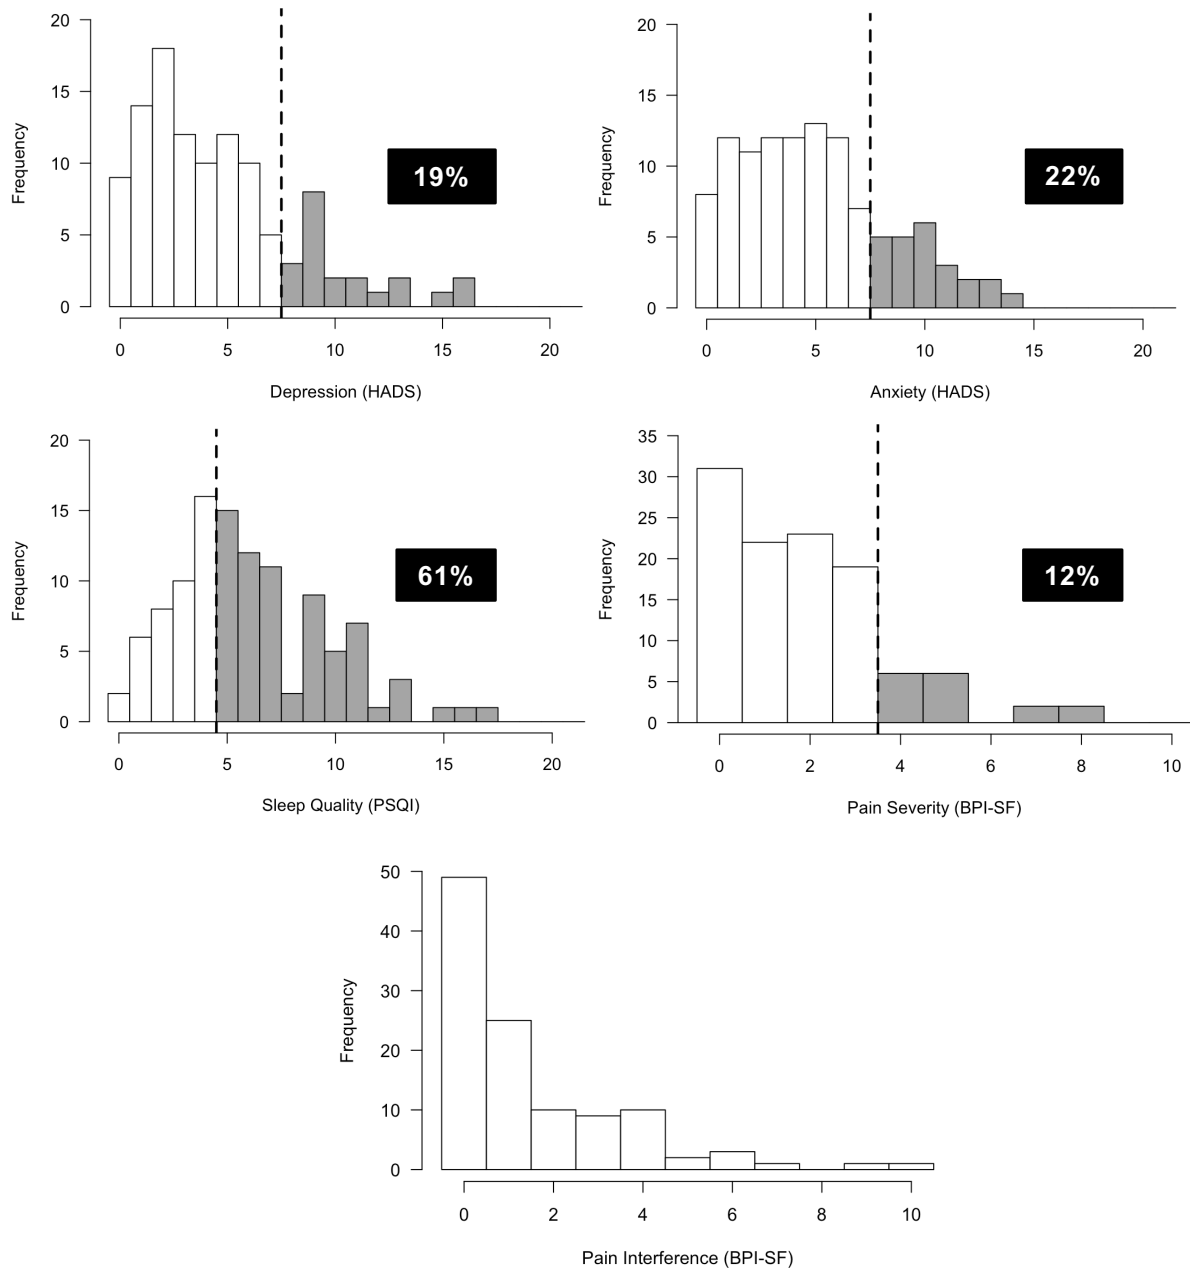 Frequency
20
15
10
5
0
19%
0 5 10 15 20
Depression (HADS)
Frequency
20
15
10
5
0
22%
0 5 10 15 20
Anxiety (HADS)
Frequency
20
15
10
5
0
61%
0 5 10 15 20
Sleep Quality (PSQI)
Frequency
35
30
25
20
15
10
5
0
12%
0 2 4 6 8 10
Pain Severity (BPI-SF)
Frequency
50
40
30
20
10
0
0 2 4 6 8 10
Pain Interference (BPI-SF)